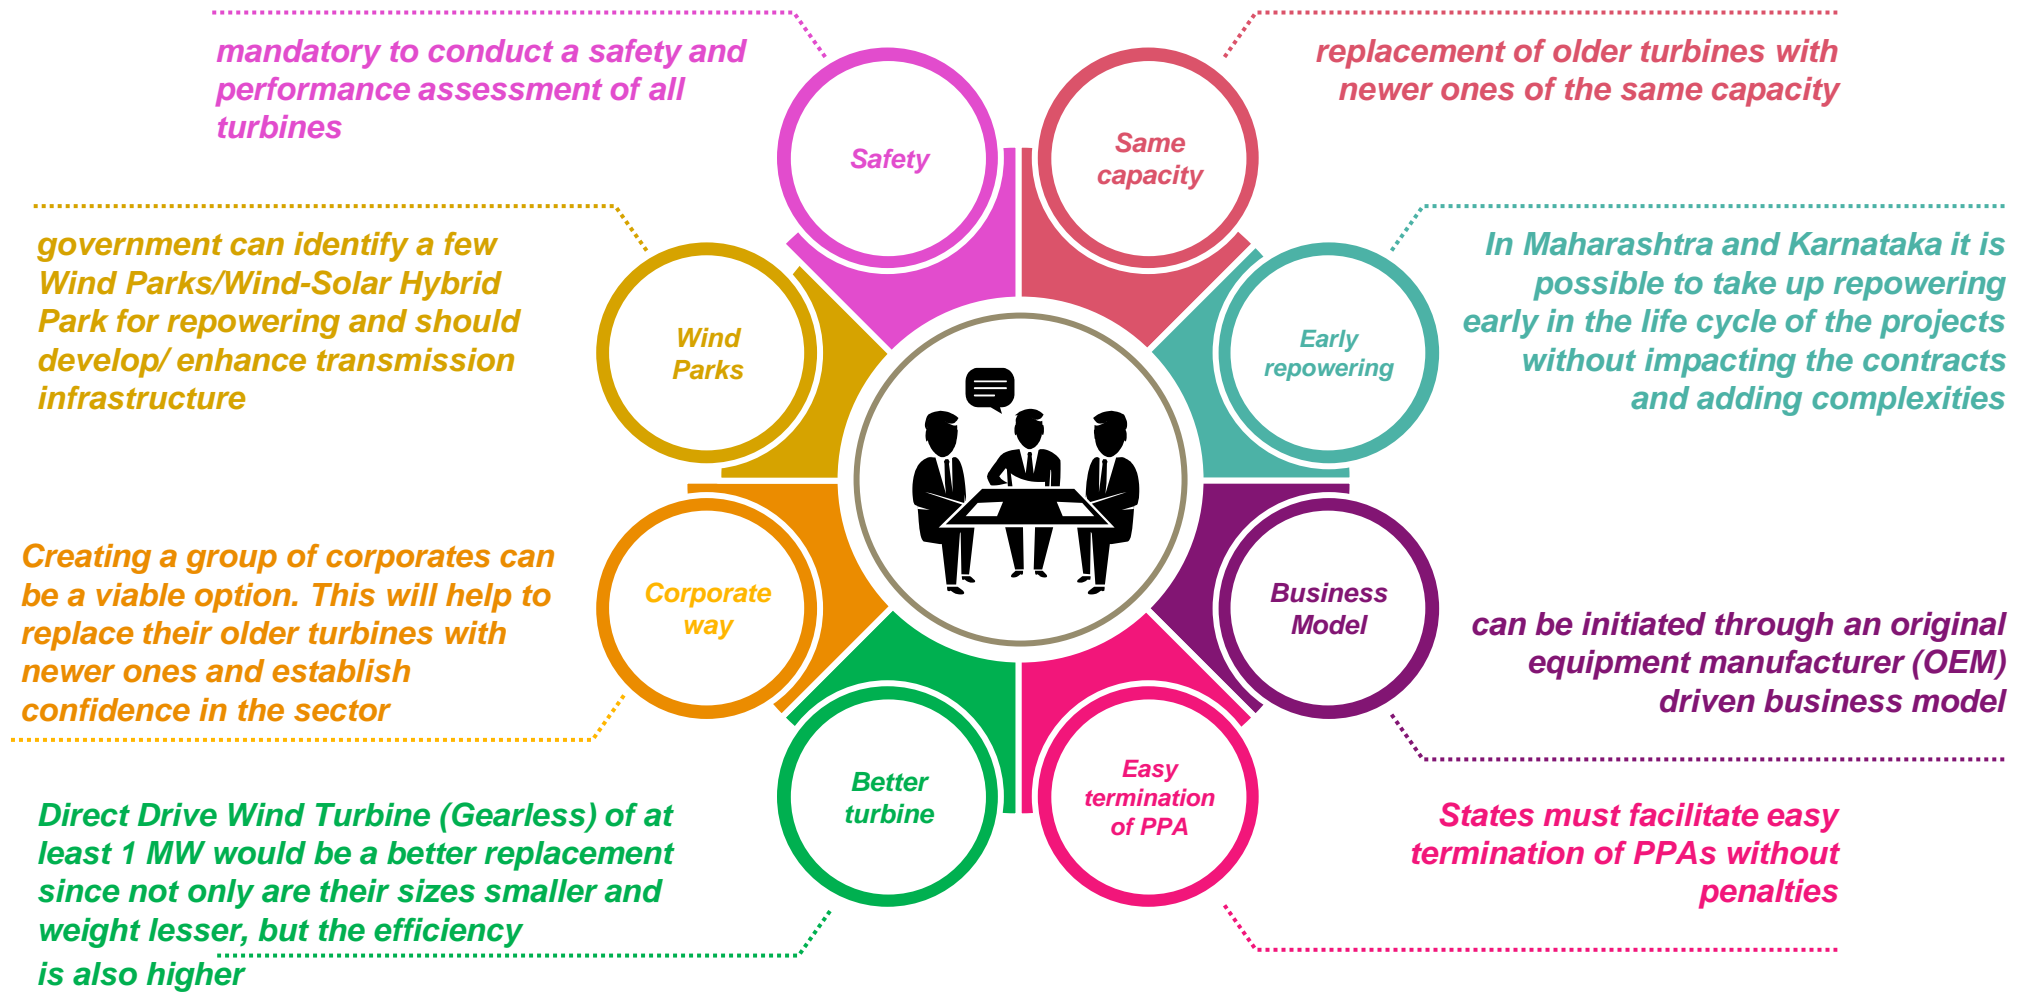 mandatory to conduct a safety and
performance assessment of all
turbines
Safety
Same
capacity
replacement of older turbines with
newer ones of the same capacity
government can identify a few
Wind Parks/Wind-Solar Hybrid
Park for repowering and should
develop/ enhance transmission
infrastructure
Wind
Parks
Early
repowering
In Maharashtra and Karnataka it is
possible to take up repowering
early in the life cycle of the projects
without impacting the contracts
and adding complexities
Creating a group of corporates can
be a viable option. This will help to
replace their older turbines with
newer ones and establish
confidence in the sector
Corporate
way
Business
Model
can be initiated through an original
equipment manufacturer (OEM)
driven business model
Direct Drive Wind Turbine (Gearless) of at
least 1 MW would be a better replacement
since not only are their sizes smaller and
weight lesser, but the efficiency
is also higher
Better
turbine
Easy
termination
of PPA
States must facilitate easy
termination of PPAs without
penalties